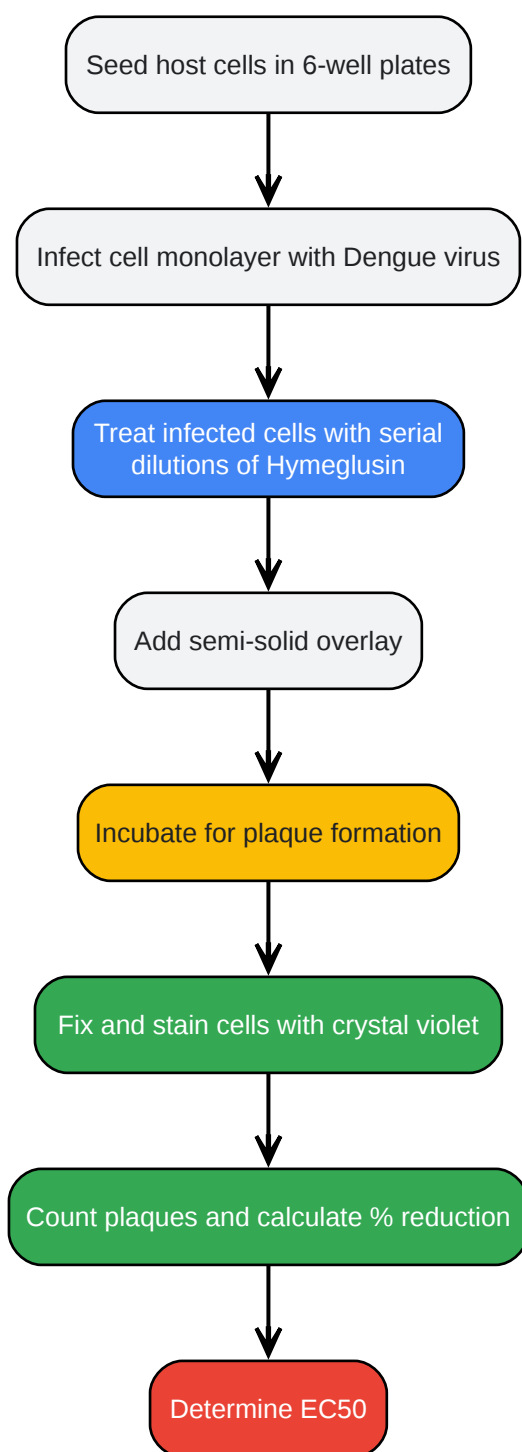 Seed host cells in 6-well plates
Infect cell monolayer with Dengue virus
Treat infected cells with serial
dilutions of Hymeglusin
Add semi-solid overlay
Incubate for plaque formation
Fix and stain cells with crystal violet
Count plaques and calculate % reduction
Determine EC50